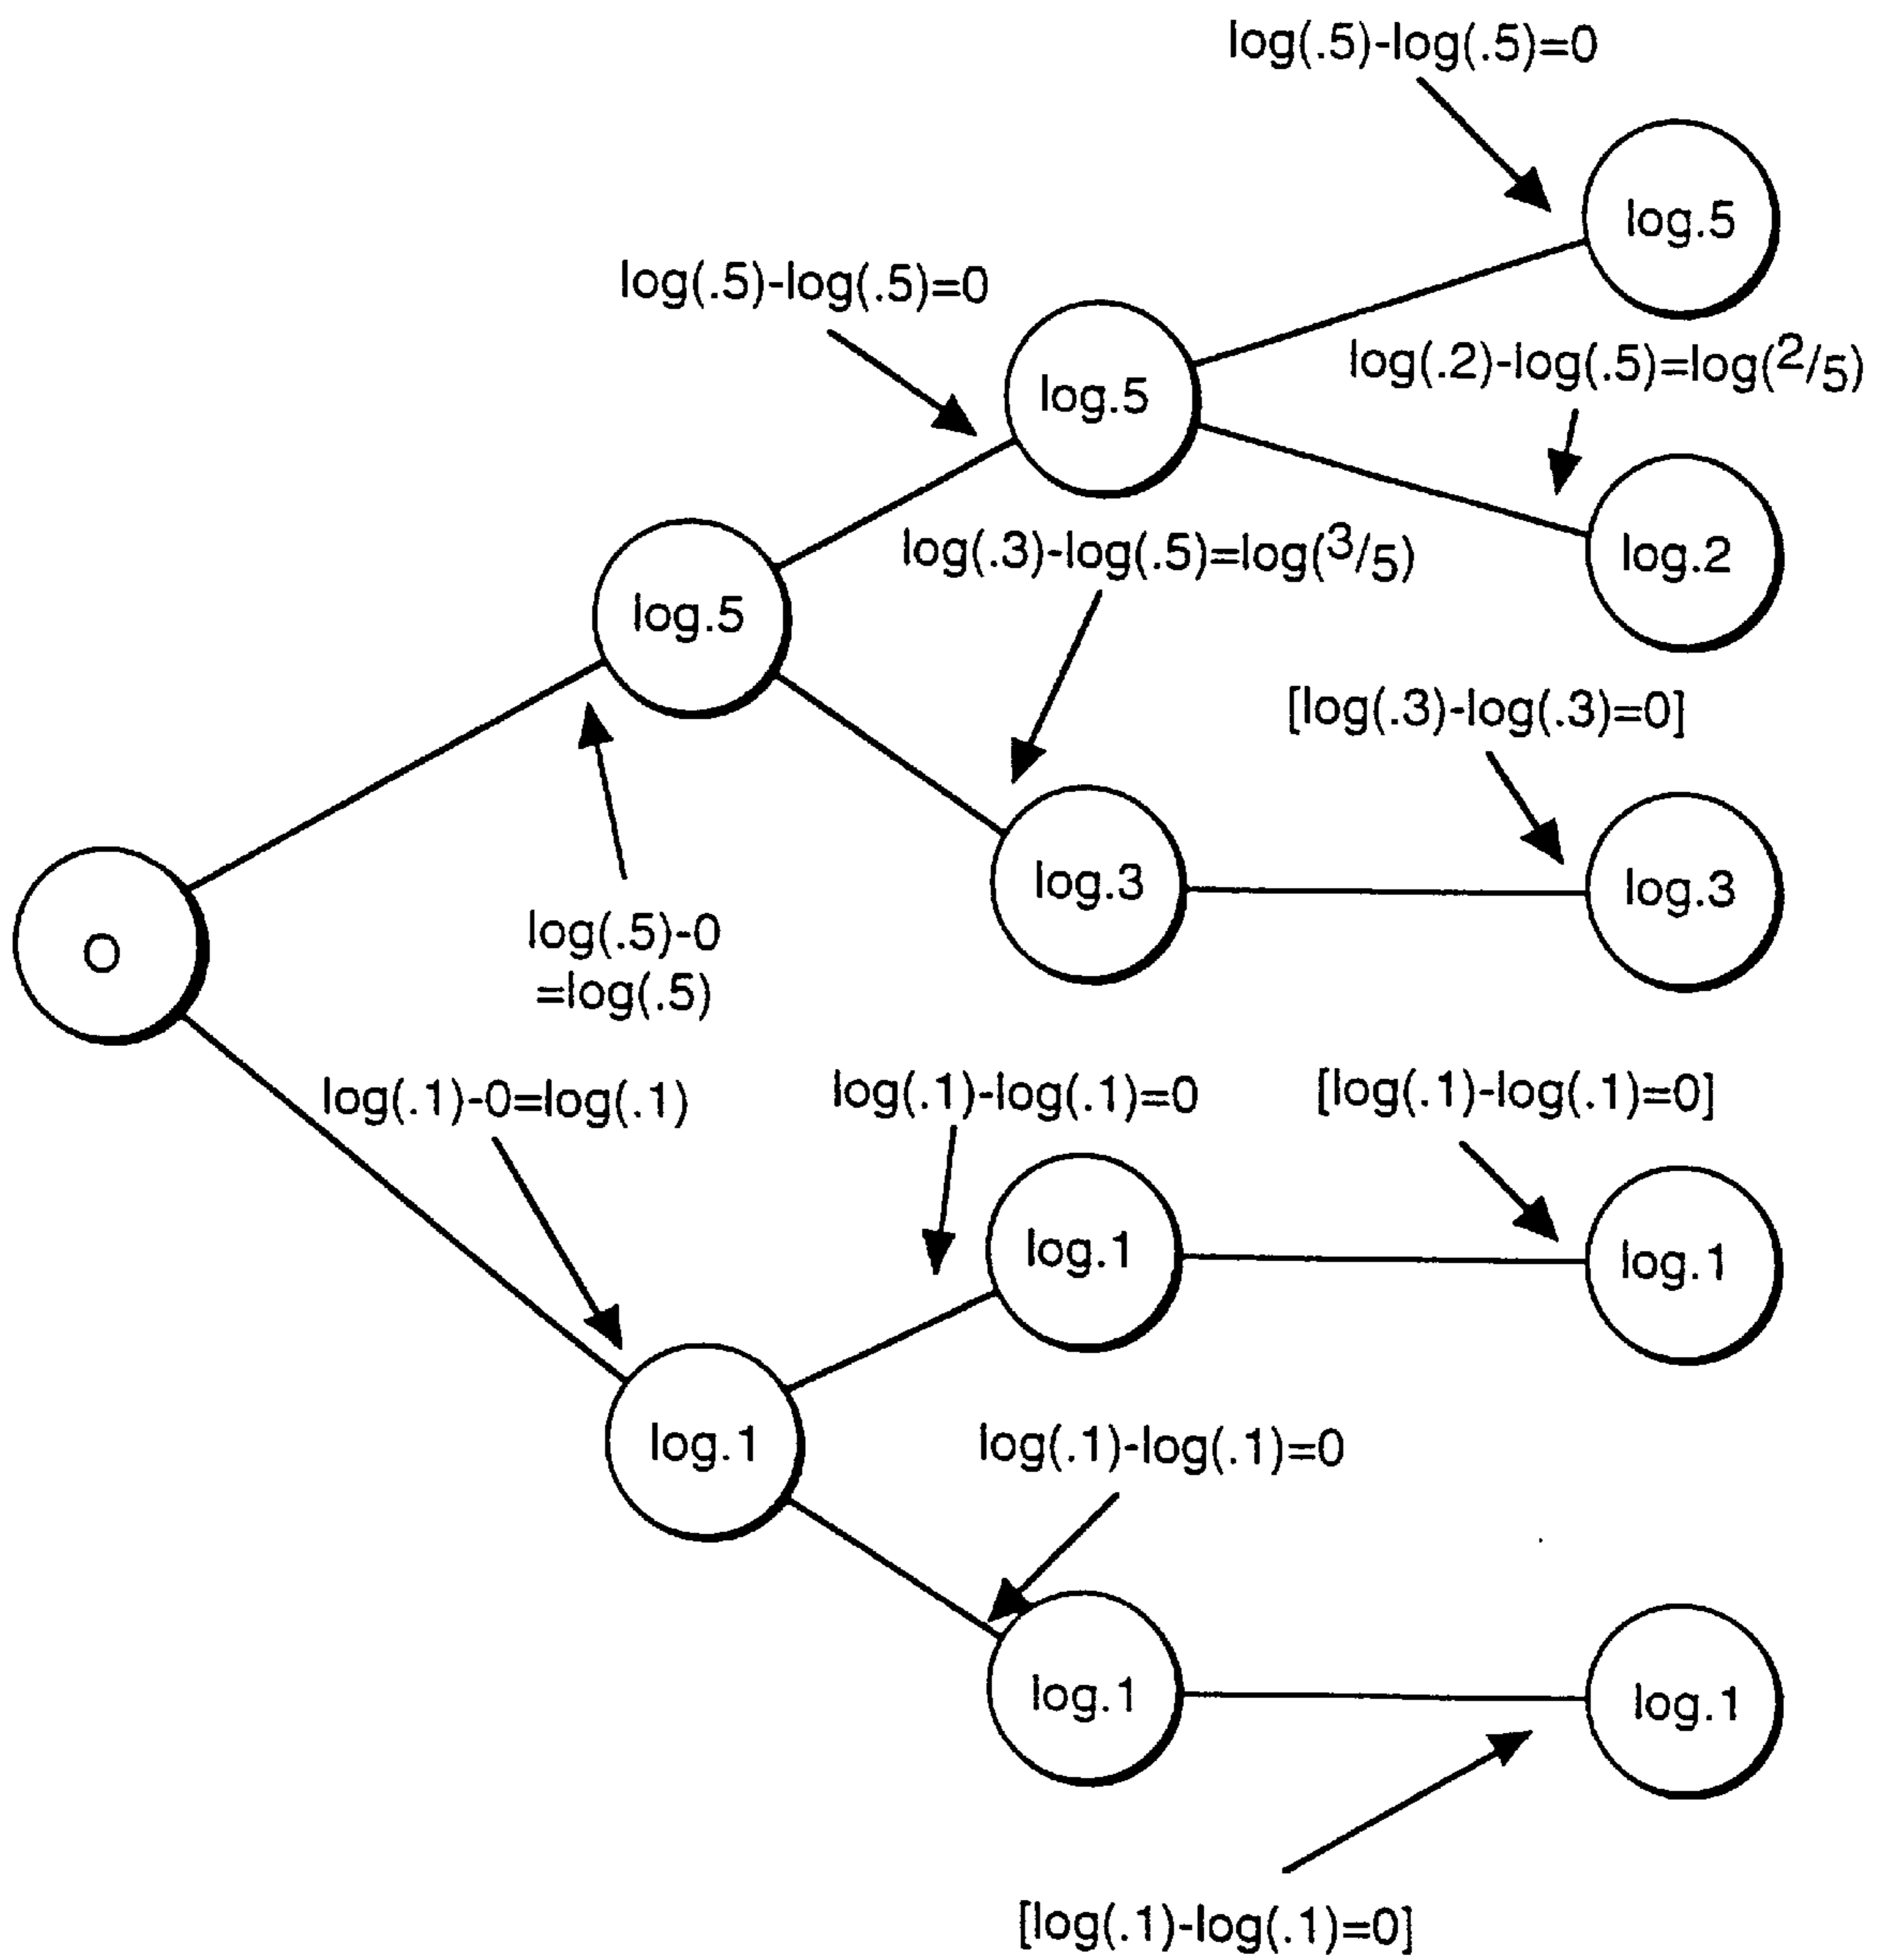 log(.5)-log(.5)=0
log.5
log(.5)-log(.5)=0
log(.2)-log(.5)=log(2/5)
log.5
log(.3)-log(.5)=log(3/5)
log.2
log.5
[log(.3)-log(.3)=0]
log.3
log.3
O
log(.5)-0
=log(.5)
log(.1)-0=log(.1)
log(.1)-log(.1)=0
[log(.1)-log(.1)=0]
log.1
log.1
log.1
log(.1)-log(.1)=0
log.1
log.1
[log(.1)-log(.1)=0]